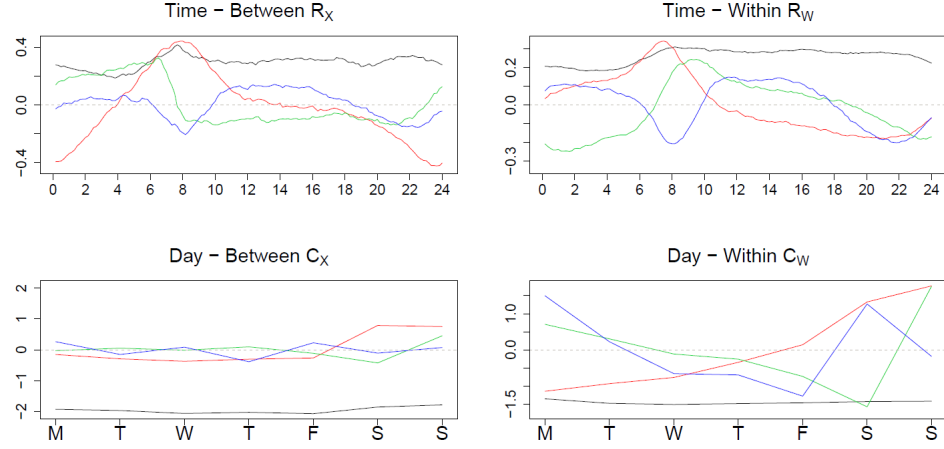 Time − Between R_X
0.4
0.0
−0.4
0 2 4 6 8 10 12 14 16 18 20 22 24
Time − Within R_W
0.2
0.0
−0.3
0 2 4 6 8 10 12 14 16 18 20 22 24
Day − Between C_X
2
1
0
−1
−2
M T W T F S S
Day − Within C_W
1.0
0.0
−1.5
M T W T F S S